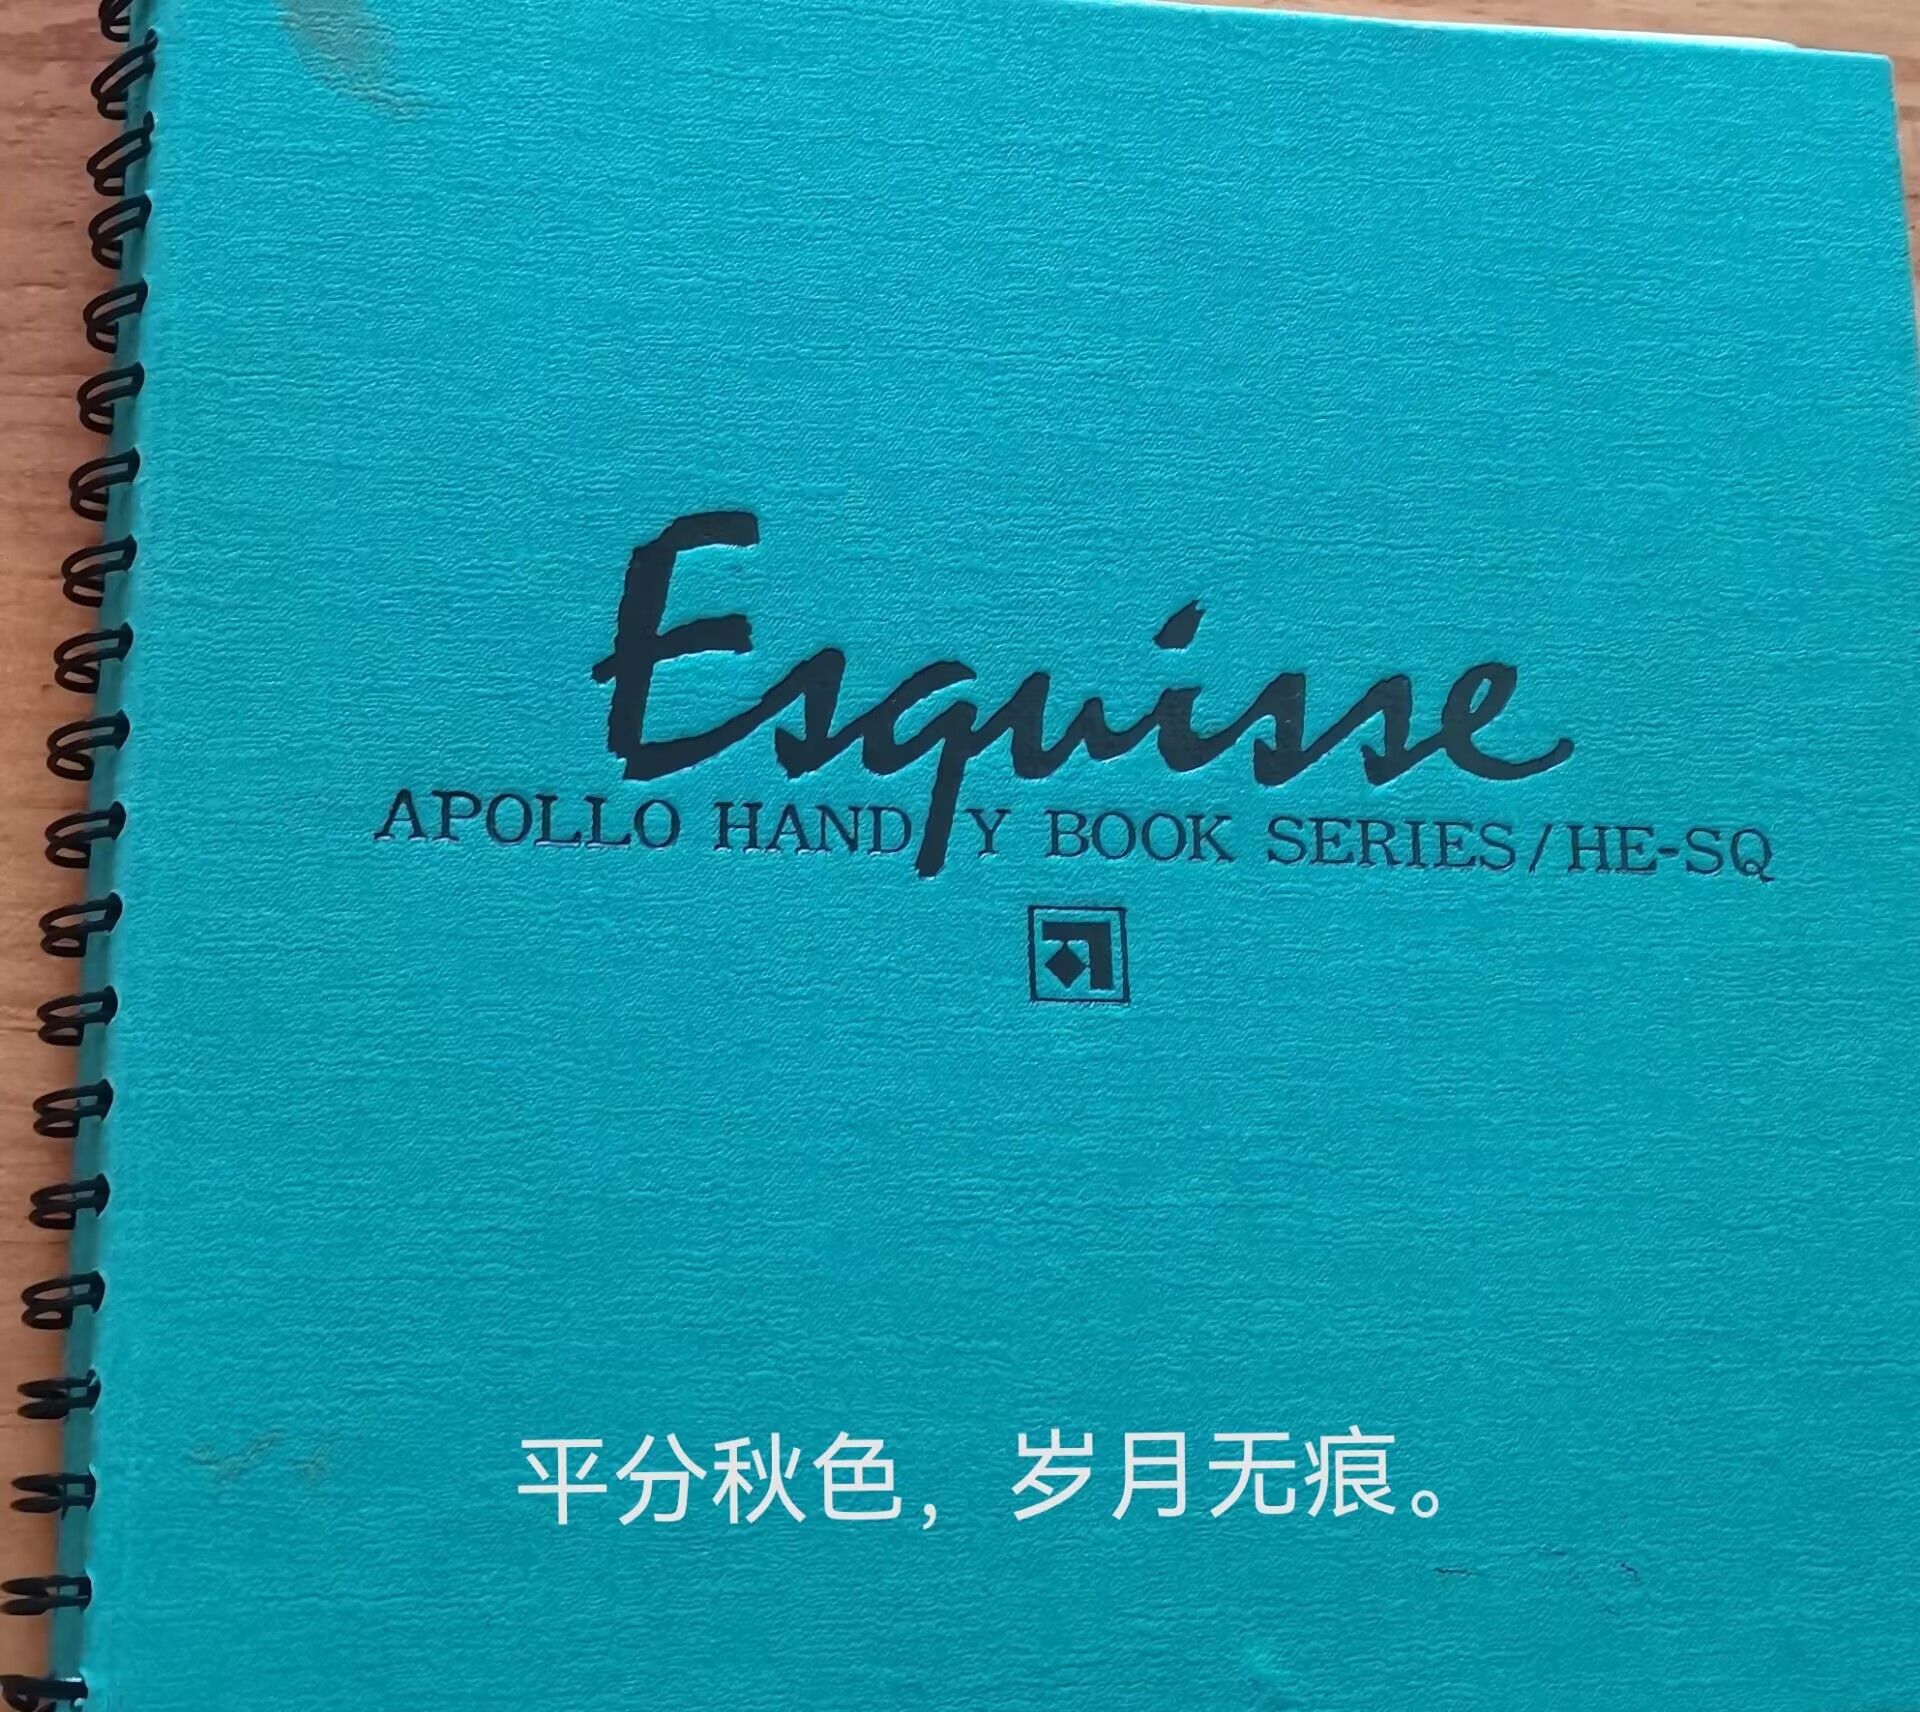 Esquisse
APOLLO HANDY BOOK SERIES/HE-SQ
平分秋色，岁月无痕。